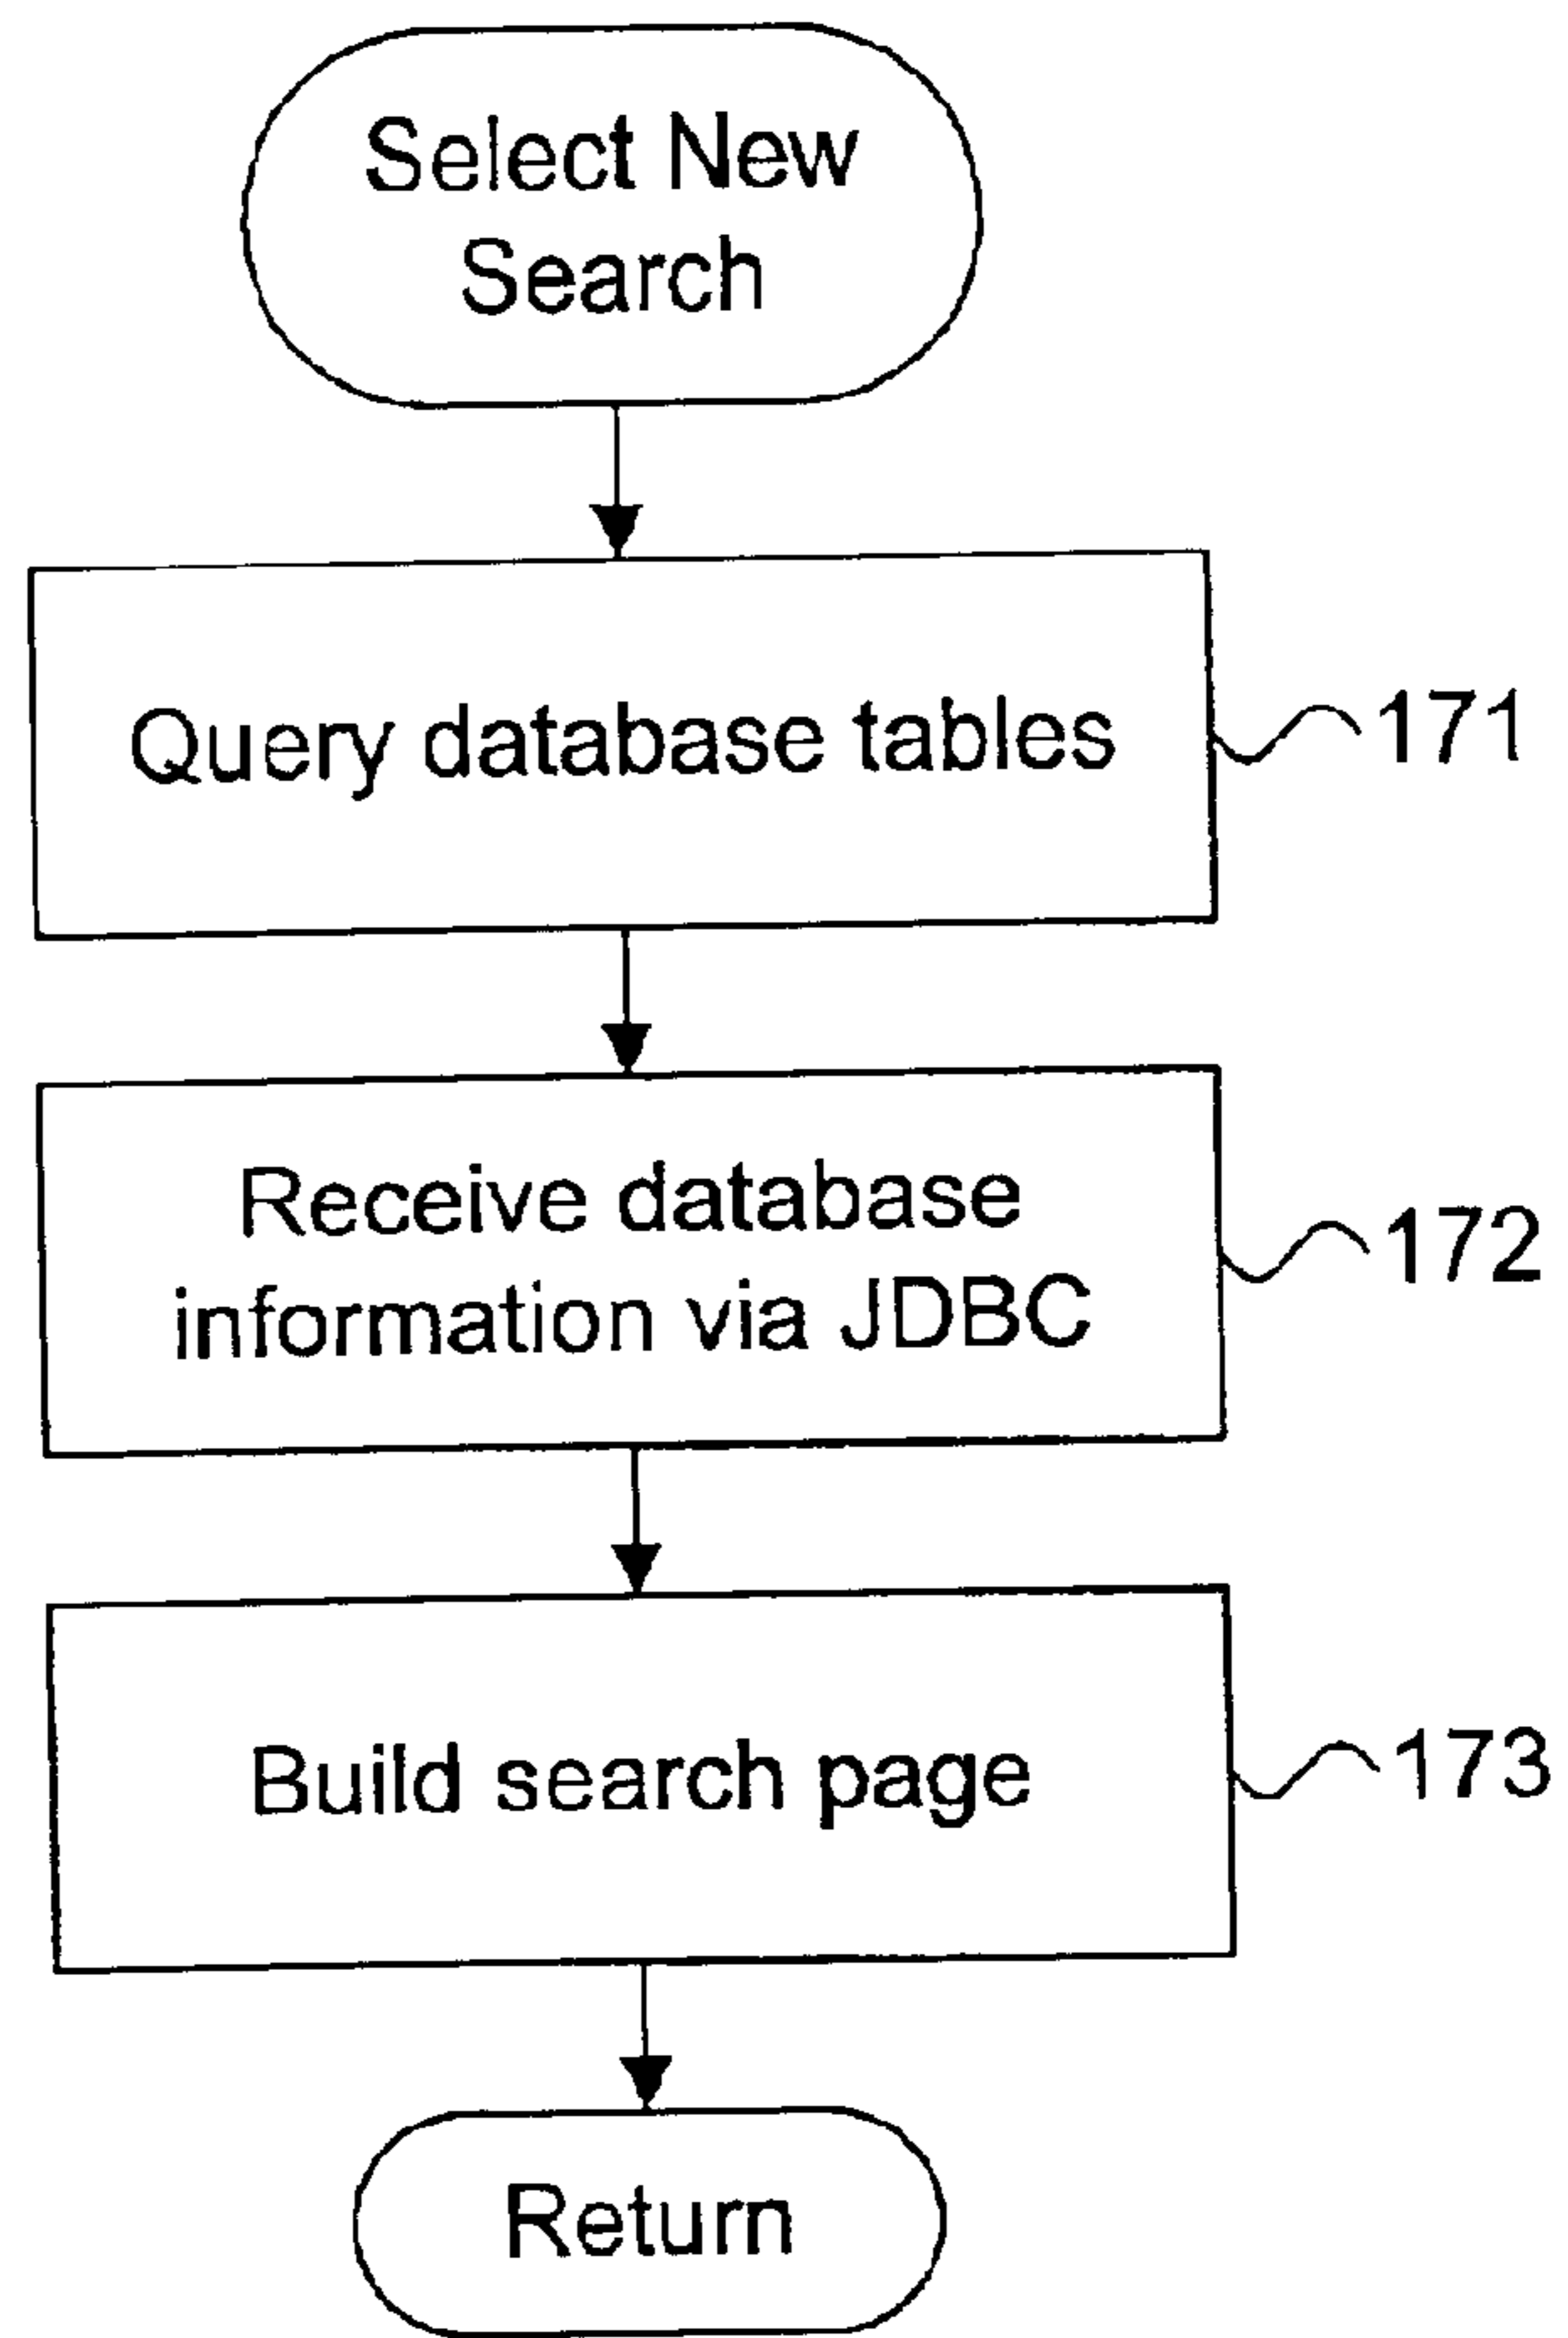 Select New
Search
Query database tables
171
Receive database
information via JDBC
172
Build search page
173
Return